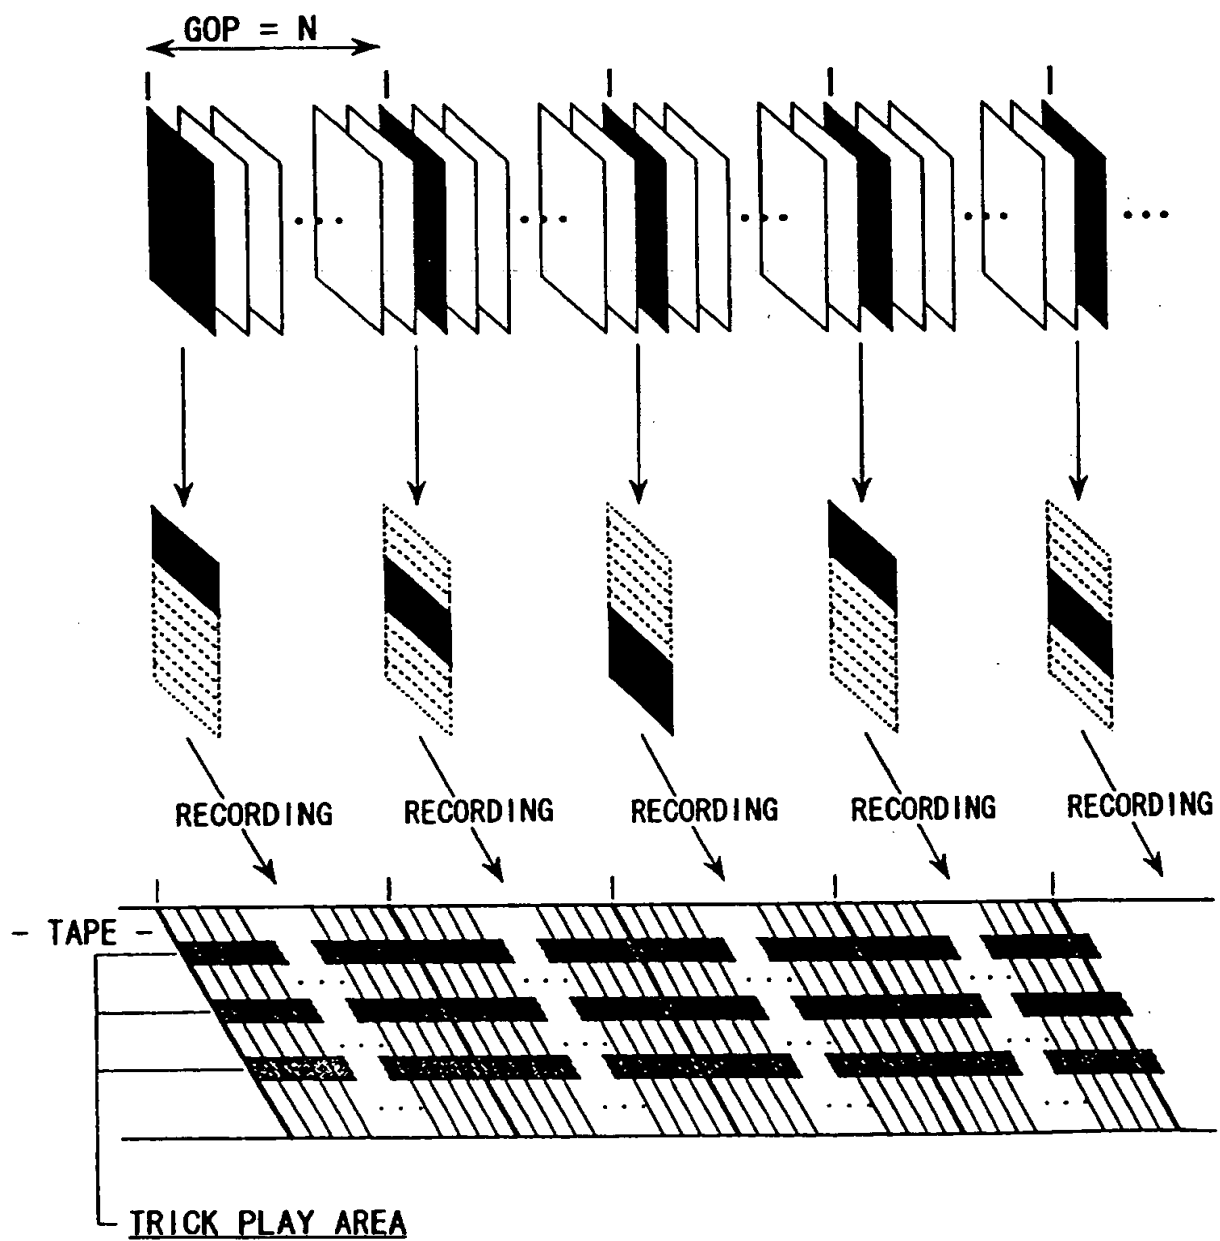 GOP = N
RECORDING
RECORDING
RECORDING
RECORDING
RECORDING
- TAPE -
TRICK PLAY AREA